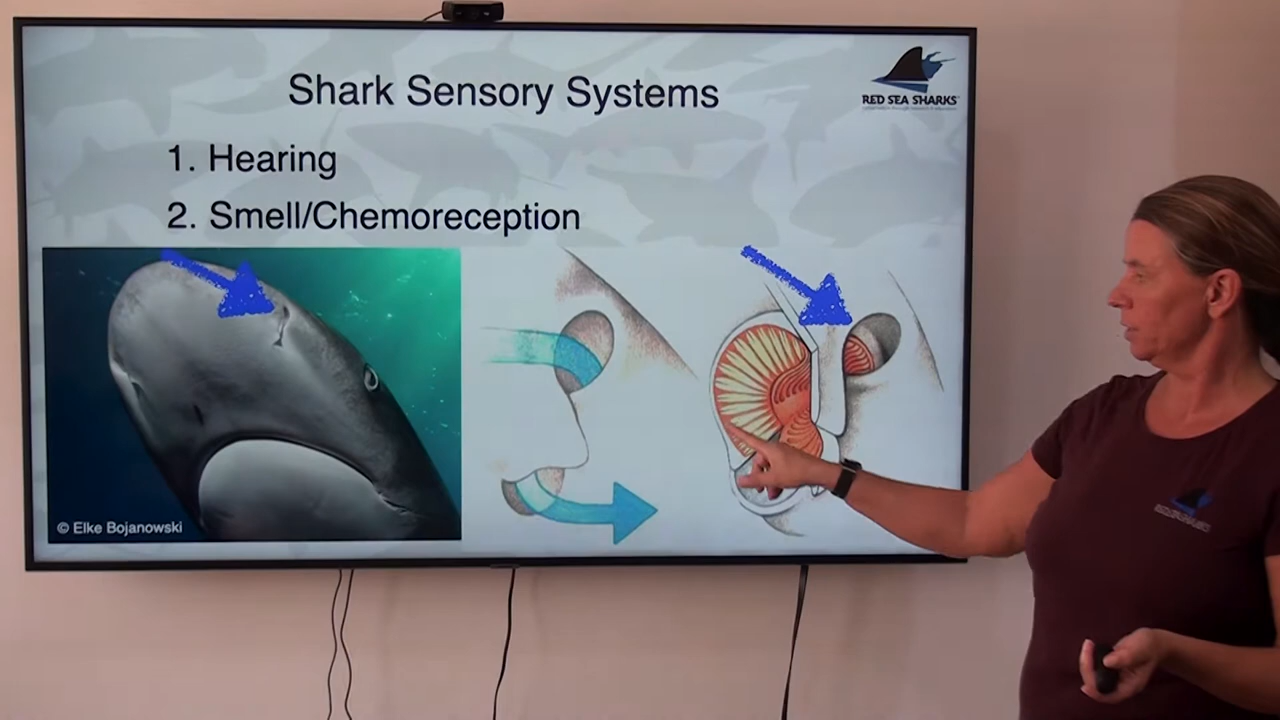 Shark Sensory Systems
RED SEA SHARKS
1. Hearing
2. Smell/Chemoreception
© Elke Bojanowski